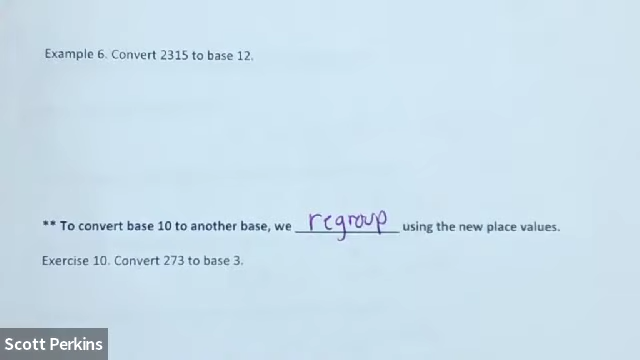 Example 6. Convert 2315 to base 12.
** To convert base 10 to another base, we regroup using the new place values.
Exercise 10. Convert 273 to base 3.
Scott Perkins